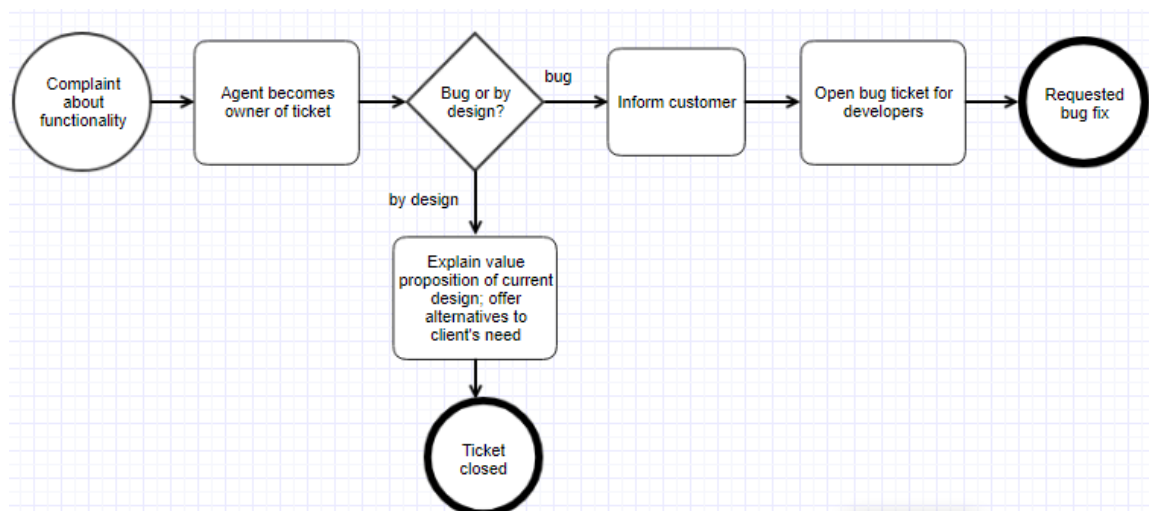 Complaint
about
functionality
Agent becomes
owner of ticket
Bug or by
design?
bug
Inform customer
Open bug ticket for
developers
Requested
bug fix
by design
Explain value
proposition of current
design; offer
alternatives to
client's need
Ticket
closed